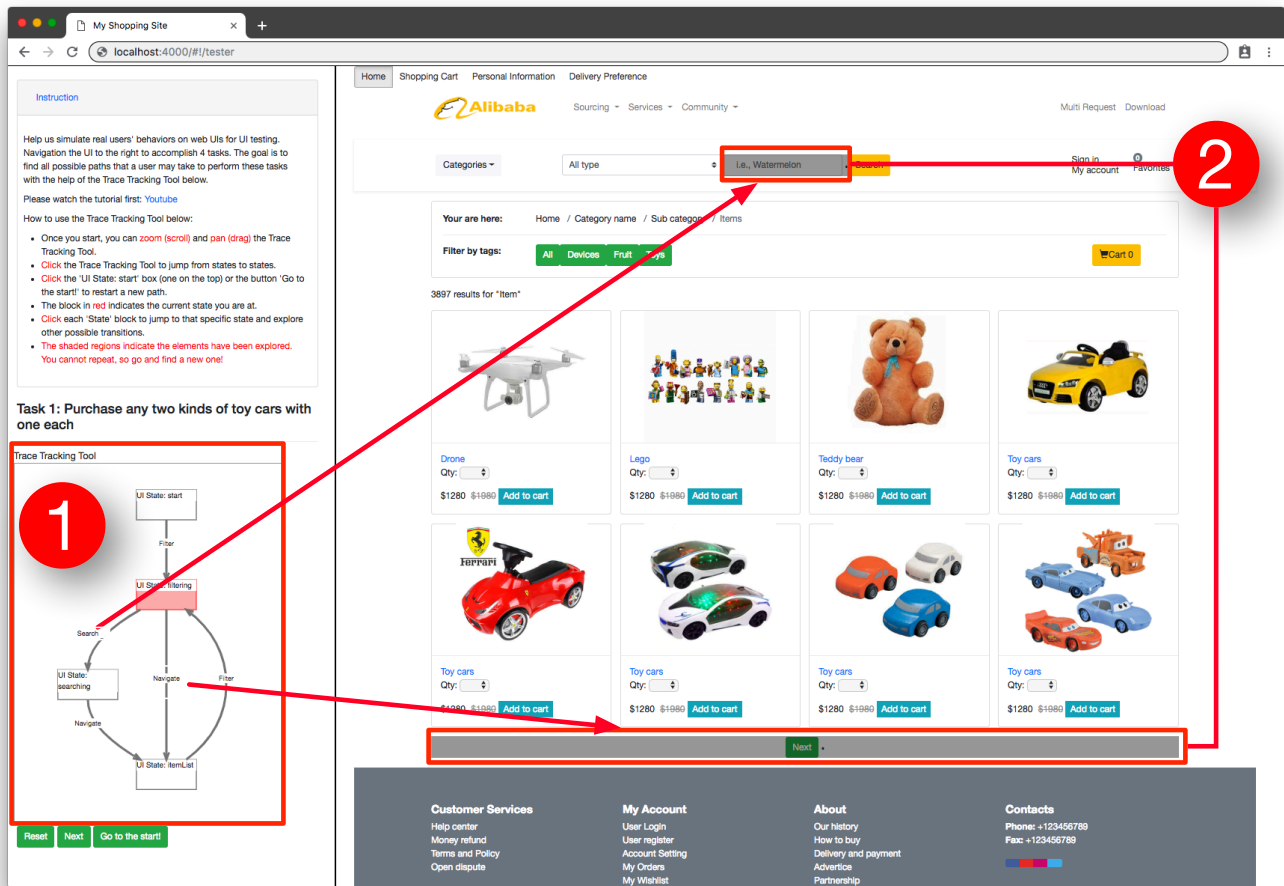 My Shopping Site
localhost:4000/#!/tester
Instruction
Help us simulate real users' behaviors on web UIs for UI testing.
Navigation the UI to the right to accomplish 4 tasks. The goal is to
find all possible paths that a user may take to perform these tasks
with the help of the Trace Tracking Tool below.
Please watch the tutorial first: Youtube
How to use the Trace Tracking Tool below:
Once you start, you can zoom (scroll) and pan (drag) the Trace
Tracking Tool.
Click the Trace Tracking Tool to jump from states to states.
Click the 'UI State: start' box (one on the top) or the button 'Go to
the start!' to restart a new path.
The block in red indicates the current state you are at.
Click each 'State' block to jump to that specific state and explore
other possible transitions.
The shaded regions indicate the elements have been explored.
You cannot repeat, so go and find a new one!
Task 1: Purchase any two kinds of toy cars with
one each
Trace Tracking Tool
1
UI State: start
Filter
UI State: filtering
Search
UI State:
searching
Navigate
Filter
Navigate
UI State: itemList
Reset Next Go to the start!
Home Shopping Cart Personal Information Delivery Preference
Alibaba
Sourcing Services Community
Multi Request Download
Categories
All type
i.e., Watermelon
Search
Sign in
My account
0
Favorites
2
Your are here: Home / Category name / Sub category / Items
Filter by tags: All Devices Fruit Toys
Cart 0
3897 results for "Item"
Drone Lego Teddy bear Toy cars
Qty: Qty: Qty: Qty:
$1280 $1980 Add to cart $1280 $1980 Add to cart $1280 $1980 Add to cart $1280 $1980 Add to cart
Ferrari
Toy cars Toy cars Toy cars Toy cars
Qty: Qty: Qty: Qty:
$1280 $1980 Add to cart $1280 $1980 Add to cart $1280 $1980 Add to cart $1280 $1980 Add to cart
Next
Customer Services My Account About Contacts
Help center User Login Our history Phone: +123456789
Money refund User register How to buy Fax: +123456789
Terms and Policy Account Setting Delivery and payment
Open dispute My Orders Advertice
My Wishlist Partnership